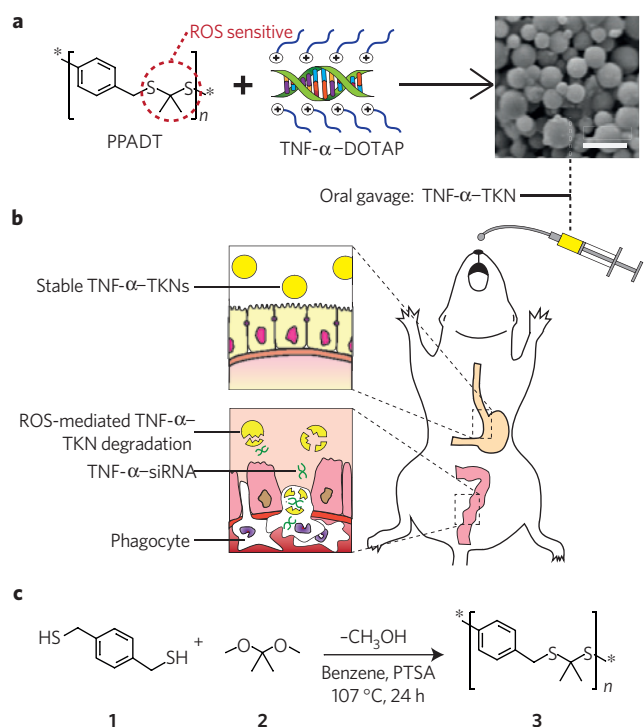 a
ROS sensitive
*
S
S
*
n
PPADT
+
+ + + +
+ + + +
TNF-α–DOTAP
Oral gavage: TNF-α–TKN
b
Stable TNF-α–TKNs
ROS-mediated TNF-α–
TKN degradation
TNF-α–siRNA
Phagocyte
c
HS
SH
1
+
O
O
2
–CH₃OH
Benzene, PTSA
107 °C, 24 h
*
S
S
*
n
3